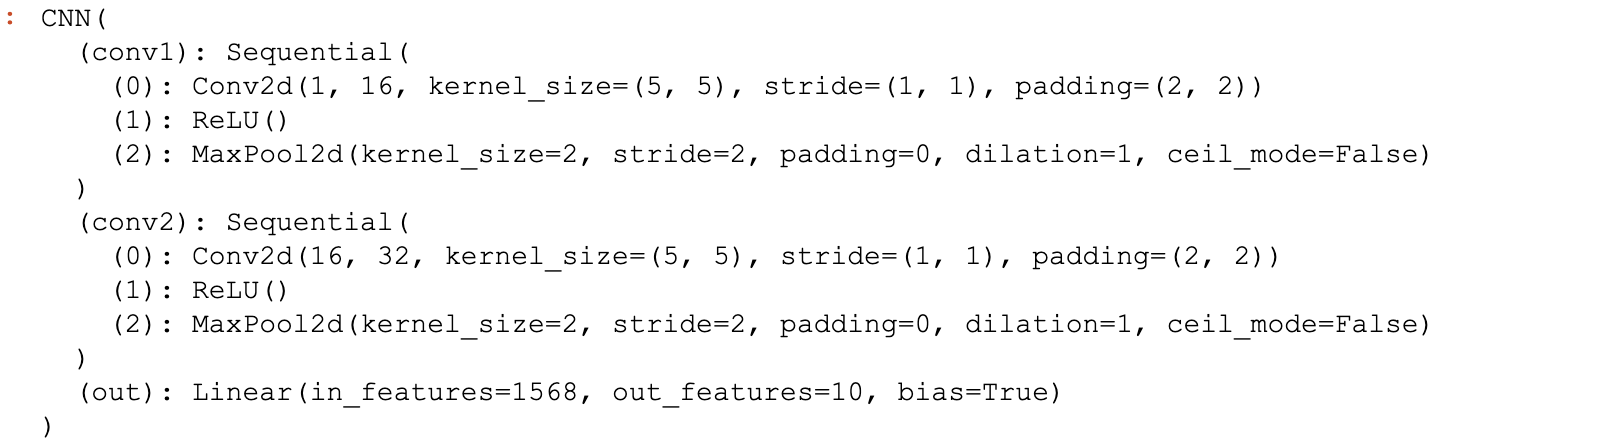 : CNN(
  (conv1): Sequential(
    (0): Conv2d(1, 16, kernel_size=(5, 5), stride=(1, 1), padding=(2, 2))
    (1): ReLU()
    (2): MaxPool2d(kernel_size=2, stride=2, padding=0, dilation=1, ceil_mode=False)
  )
  (conv2): Sequential(
    (0): Conv2d(16, 32, kernel_size=(5, 5), stride=(1, 1), padding=(2, 2))
    (1): ReLU()
    (2): MaxPool2d(kernel_size=2, stride=2, padding=0, dilation=1, ceil_mode=False)
  )
  (out): Linear(in_features=1568, out_features=10, bias=True)
)